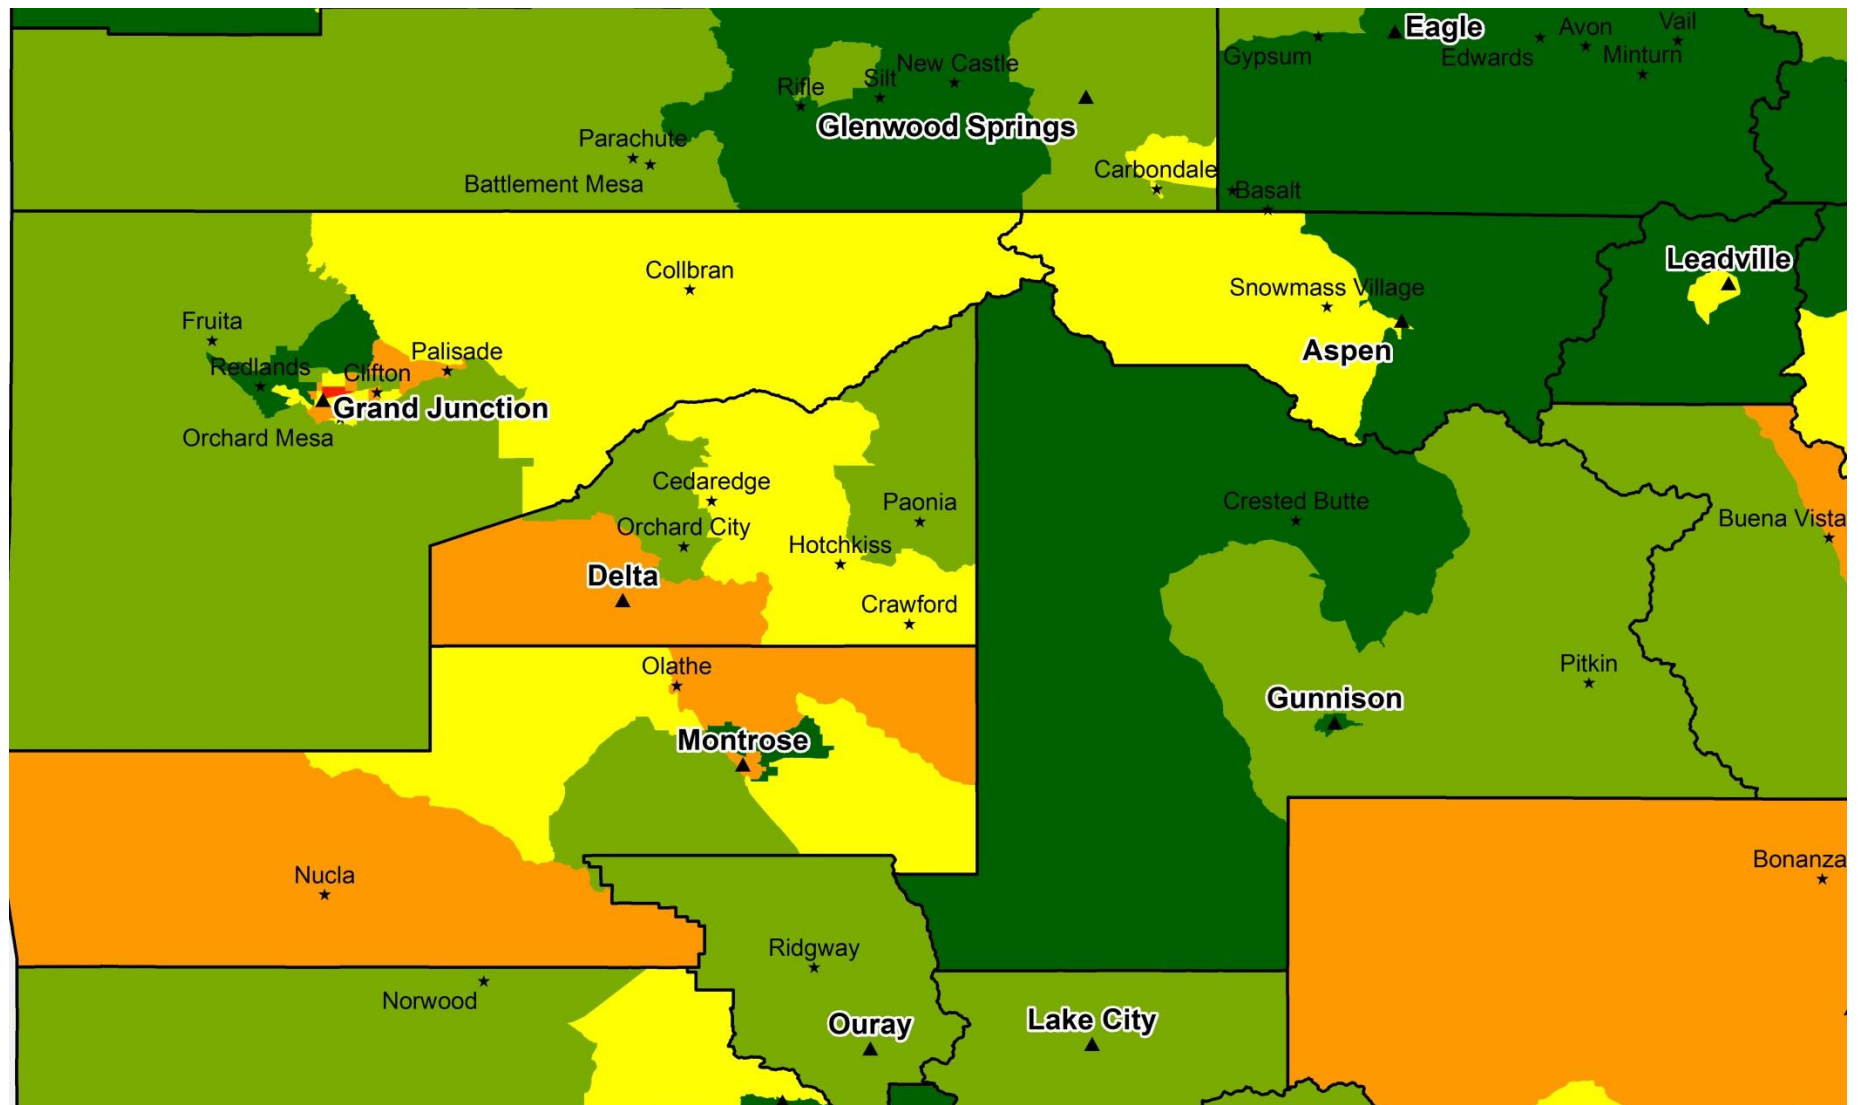 Eagle
Avon
Vail
Gypsum
Edwards
Minturn
New Castle
Rifle
Silt
Glenwood Springs
Parachute
Battlement Mesa
Carbondale
Basalt
Collbran
Leadville
Snowmass Village
Aspen
Fruita
Redlands
Clifton
Palisade
Grand Junction
Orchard Mesa
Cedaredge
Orchard City
Paonia
Hotchkiss
Crested Butte
Buena Vista
Delta
Crawford
Olathe
Pitkin
Gunnison
Montrose
Nucla
Bonanza
Ridgway
Norwood
Ouray
Lake City